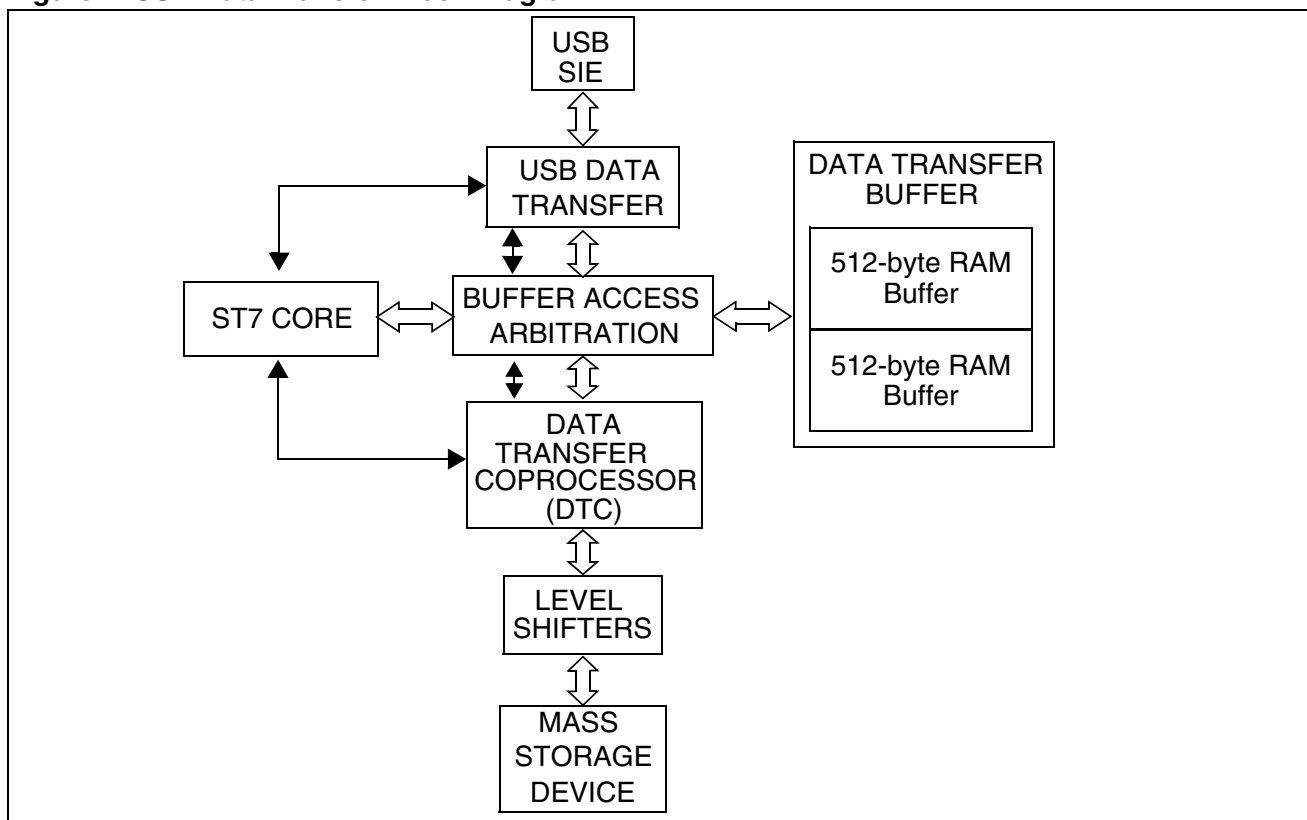 USB
SIE
USB DATA
TRANSFER
DATA TRANSFER
BUFFER
512-byte RAM
Buffer
ST7 CORE
BUFFER ACCESS
ARBITRATION
512-byte RAM
Buffer
DATA
TRANSFER
COPROCESSOR
(DTC)
LEVEL
SHIFTERS
MASS
STORAGE
DEVICE